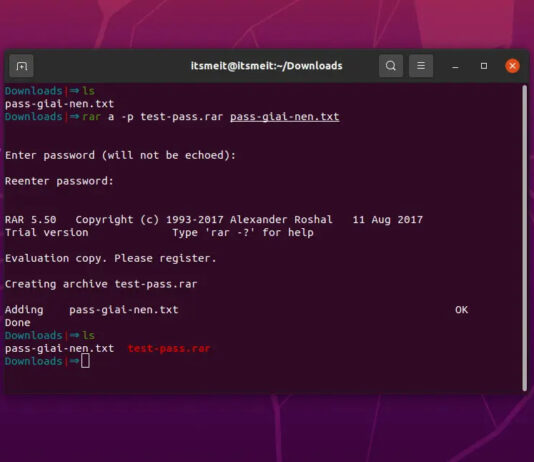 itsmeit@itsmeit:~/Downloads
Downloads|⇒ ls
pass-giai-nen.txt
Downloads|⇒ rar a -p test-pass.rar pass-giai-nen.txt
Enter password (will not be echoed):
Reenter password:
RAR 5.50   Copyright (c) 1993-2017 Alexander Roshal   11 Aug 2017
Trial version             Type 'rar -?' for help
Evaluation copy. Please register.
Creating archive test-pass.rar
Adding    pass-giai-nen.txt                                          OK
Done
Downloads|⇒ ls
pass-giai-nen.txt  test-pass.rar
Downloads|⇒